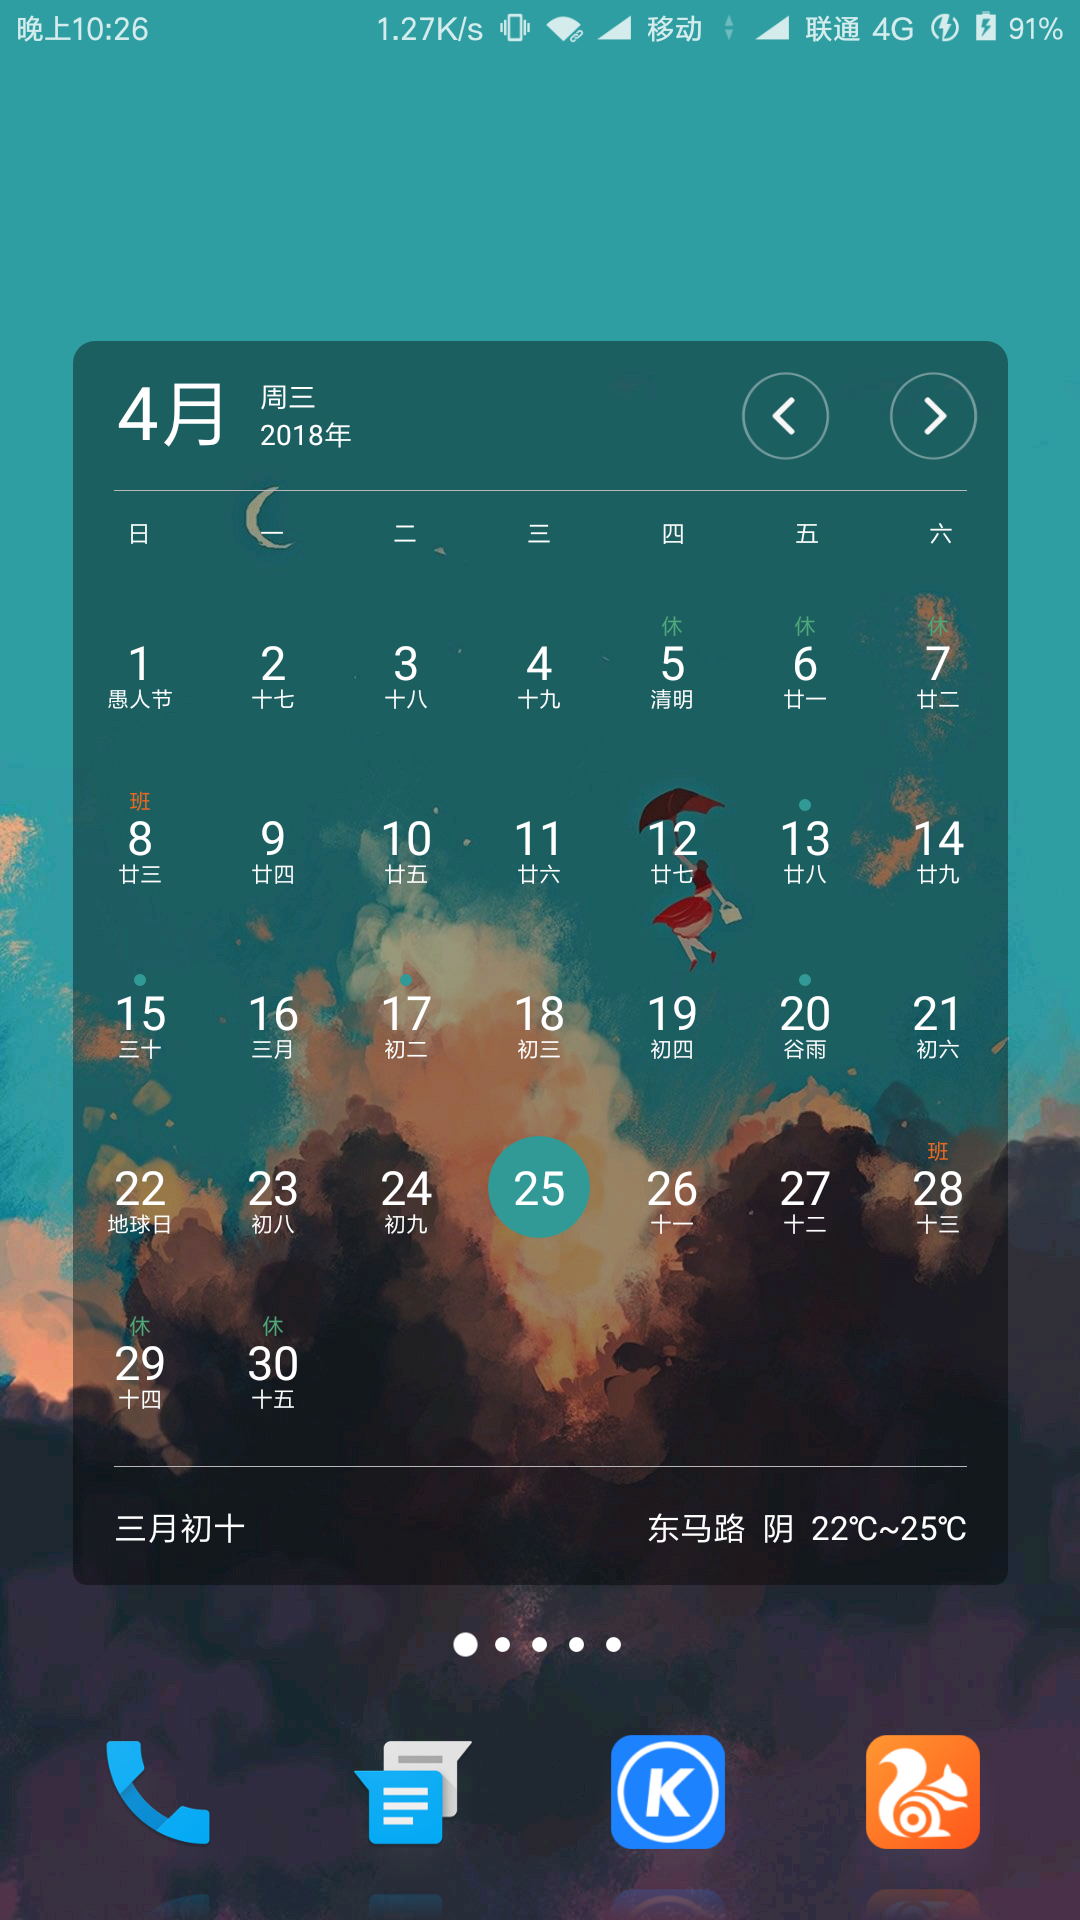 晚上10:26 1.27K/s 移动 联通 4G 91%
4月
周三
2018年
日 一 二 三 四 五 六
休 休 休
1 2 3 4 5 6 7
愚人节 十七 十八 十九 清明 廿一 廿二
班
8 9 10 11 12 13 14
廿三 廿四 廿五 廿六 廿七 廿八 廿九
15 16 17 18 19 20 21
三十 三月 初二 初三 初四 谷雨 初六
班
22 23 24 25 26 27 28
地球日 初八 初九 十一 十二 十三
休 休
29 30
十四 十五
三月初十 东马路 阴 22℃~25℃
K